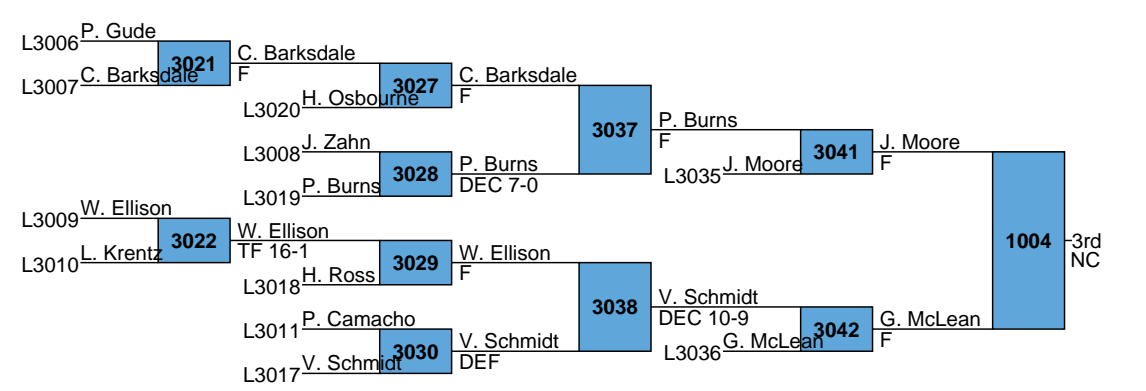 P. Gude
L3006
3021
C. Barksdale
F
L3007
C. Barksdale
3027
C. Barksdale
F
L3020
H. Osbourne
3037
P. Burns
F
L3008
J. Zahn
3028
P. Burns
DEC 7-0
L3019
P. Burns
3041
J. Moore
F
L3035
J. Moore
L3009
W. Ellison
3022
W. Ellison
TF 16-1
L3010
L. Krentz
3029
W. Ellison
F
L3018
H. Ross
3038
V. Schmidt
DEC 10-9
L3011
P. Camacho
3030
V. Schmidt
DEF
L3017
V. Schmidt
3042
G. McLean
F
L3036
G. McLean
1004
3rd
NC